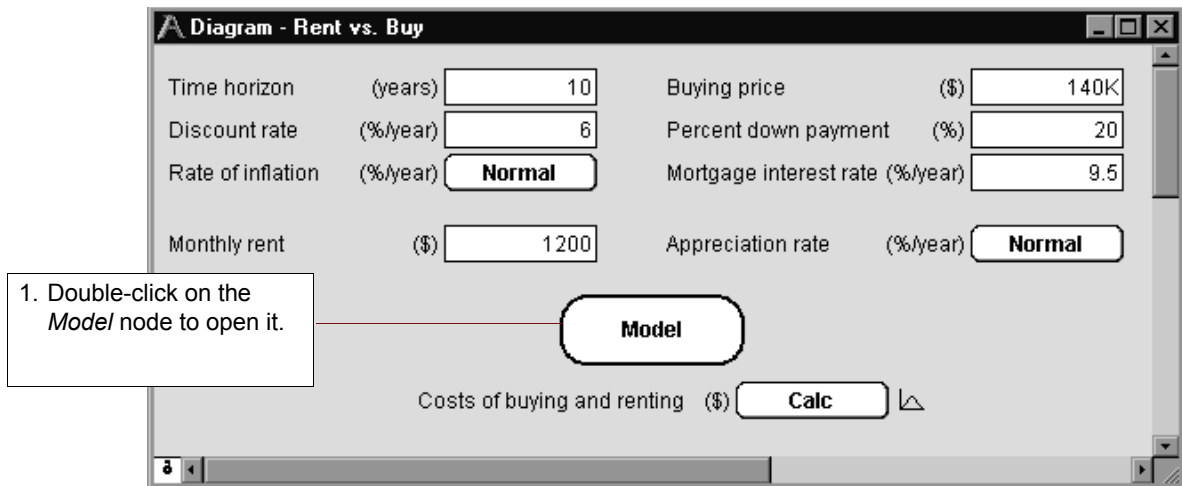 Diagram - Rent vs. Buy
Time horizon (years) 10
Buying price ($) 140K
Discount rate (%/year) 6
Percent down payment (%) 20
Rate of inflation (%/year) Normal
Mortgage interest rate (%/year) 9.5
Monthly rent ($) 1200
Appreciation rate (%/year) Normal
1. Double-click on the
Model node to open it.
Model
Costs of buying and renting ($) Calc